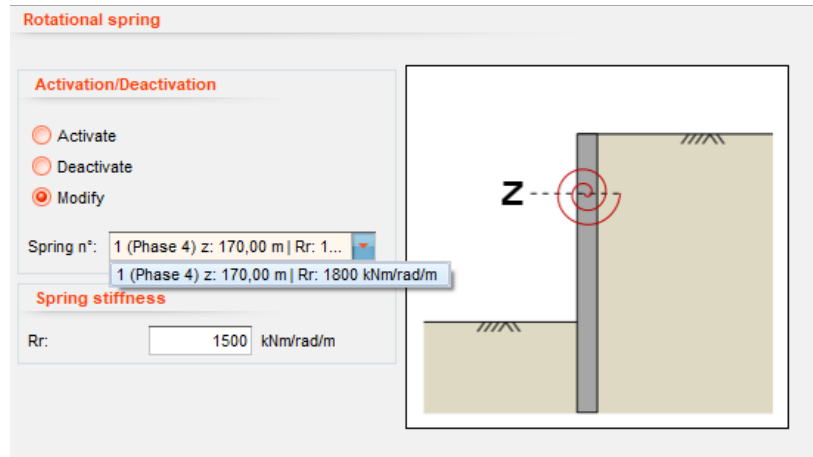 Rotational spring
Activation/Deactivation
Activate
Deactivate
Modify
Spring n°: 1 (Phase 4) z: 170,00 m | Rr: 1...
1 (Phase 4) z: 170,00 m | Rr: 1800 kNm/rad/m
Spring stiffness
Rr: 1500 kNm/rad/m
Z